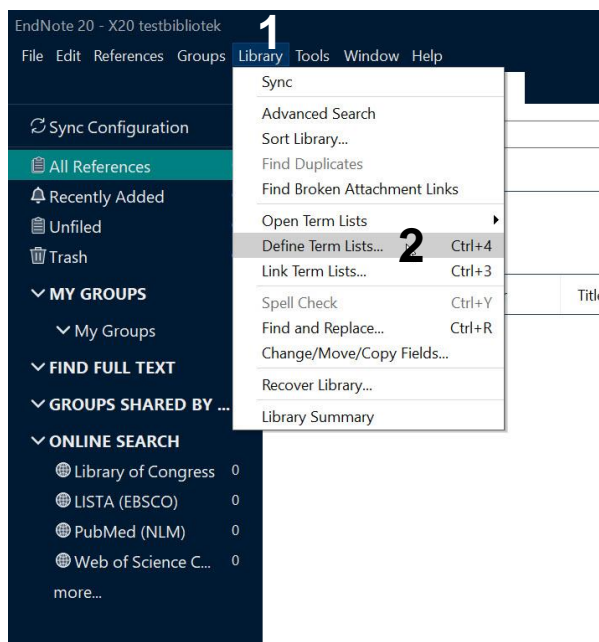 EndNote 20 - X20 testbibliotek
1
File Edit References Groups Library Tools Window Help
Sync
Advanced Search
Sort Library...
Find Duplicates
Find Broken Attachment Links
Open Term Lists
Define Term Lists... 2 Ctrl+4
Link Term Lists... Ctrl+3
Spell Check Ctrl+Y
Find and Replace... Ctrl+R
Change/Move/Copy Fields...
Recover Library...
Library Summary
Sync Configuration
All References
Recently Added
Unfiled
Trash
MY GROUPS
My Groups
FIND FULL TEXT
GROUPS SHARED BY ...
ONLINE SEARCH
Library of Congress 0
LISTA (EBSCO) 0
PubMed (NLM) 0
Web of Science C... 0
more...